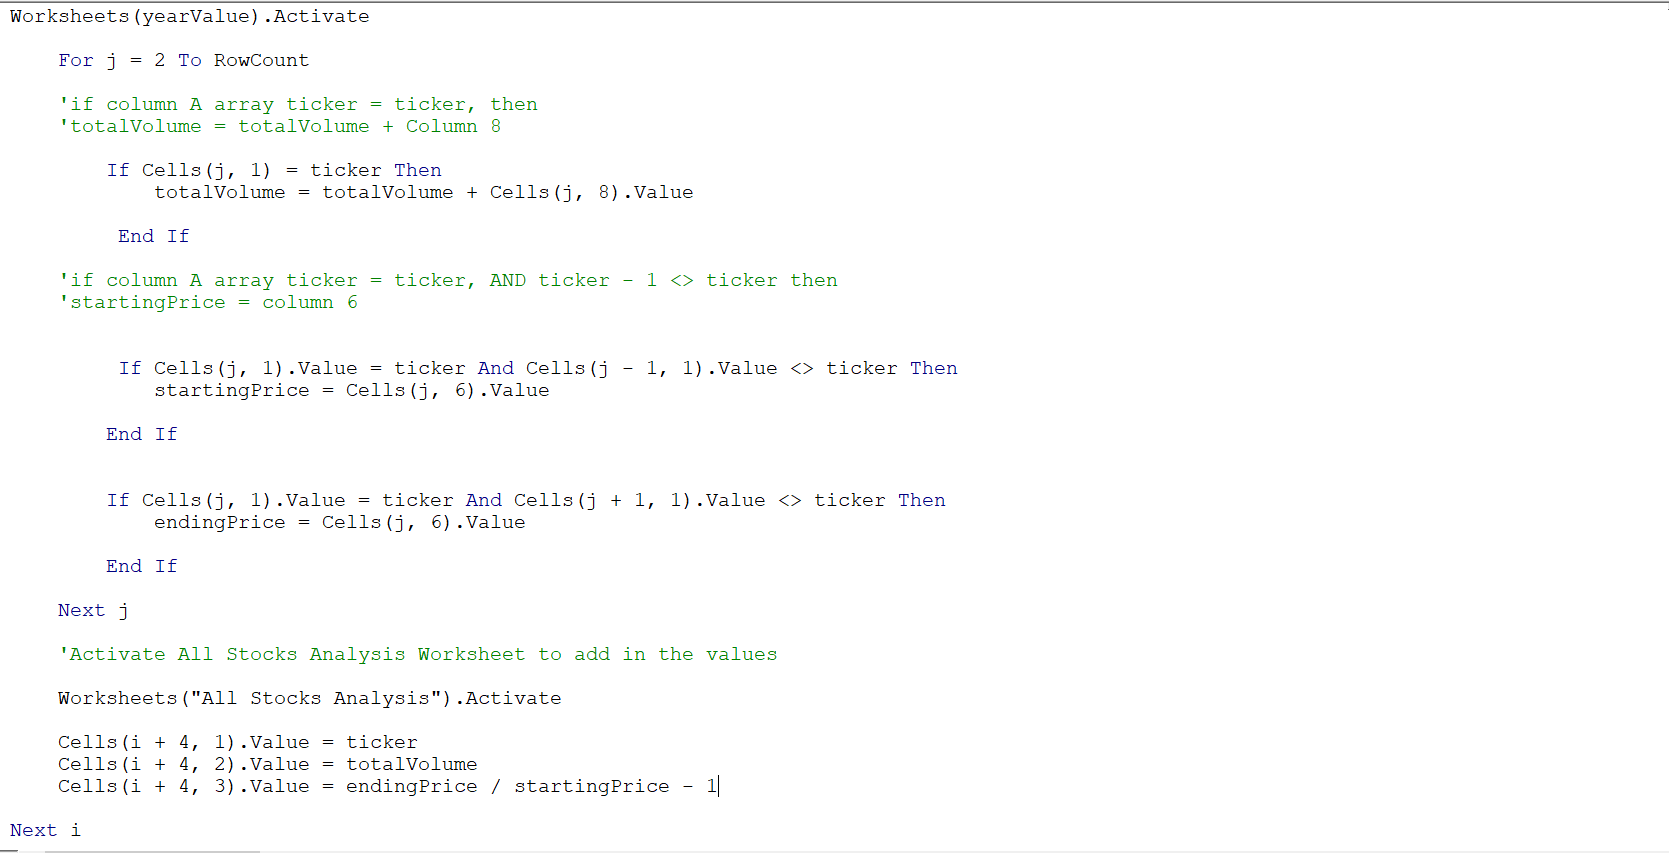 Worksheets(yearValue).Activate
For j = 2 To RowCount
'if column A array ticker = ticker, then
'totalVolume = totalVolume + Column 8
If Cells(j, 1) = ticker Then
totalVolume = totalVolume + Cells(j, 8).Value
End If
'if column A array ticker = ticker, AND ticker - 1 <> ticker then
'startingPrice = column 6
If Cells(j, 1).Value = ticker And Cells(j - 1, 1).Value <> ticker Then
startingPrice = Cells(j, 6).Value
End If
If Cells(j, 1).Value = ticker And Cells(j + 1, 1).Value <> ticker Then
endingPrice = Cells(j, 6).Value
End If
Next j
'Activate All Stocks Analysis Worksheet to add in the values
Worksheets("All Stocks Analysis").Activate
Cells(i + 4, 1).Value = ticker
Cells(i + 4, 2).Value = totalVolume
Cells(i + 4, 3).Value = endingPrice / startingPrice - 1
Next i